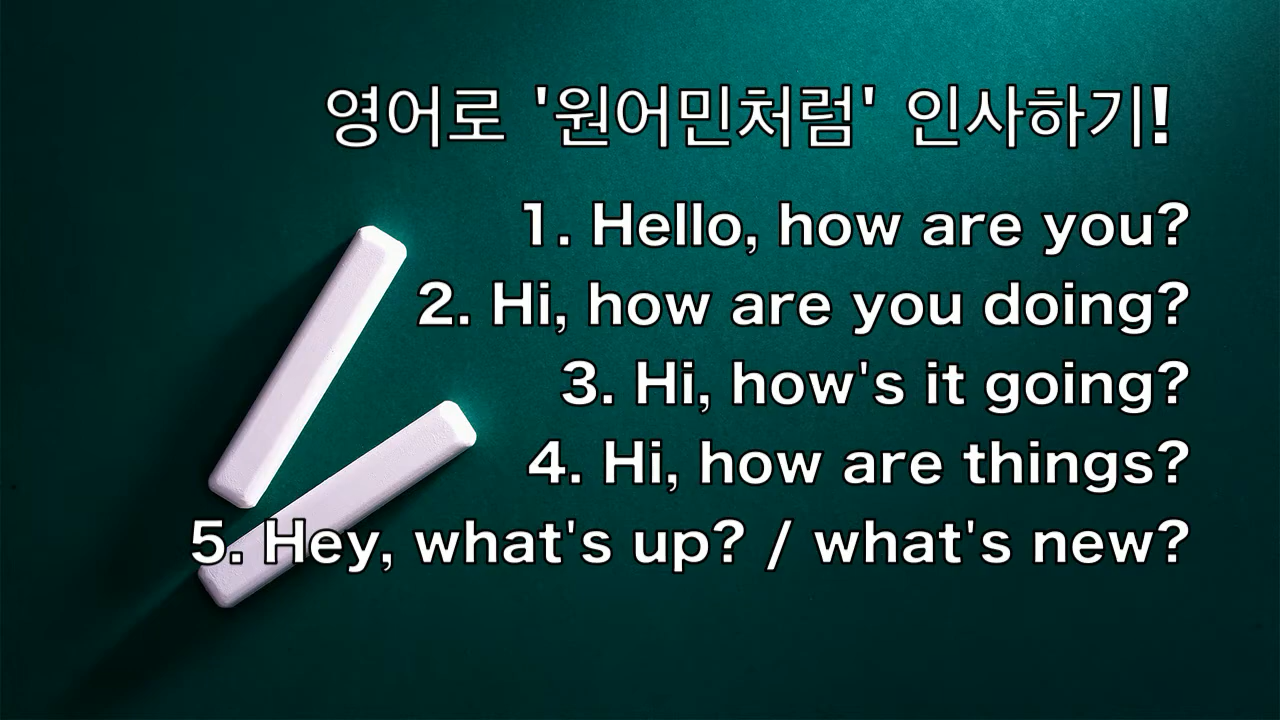 영어로 '원어민처럼' 인사하기!
1. Hello, how are you?
2. Hi, how are you doing?
3. Hi, how's it going?
4. Hi, how are things?
5. Hey, what's up? / what's new?